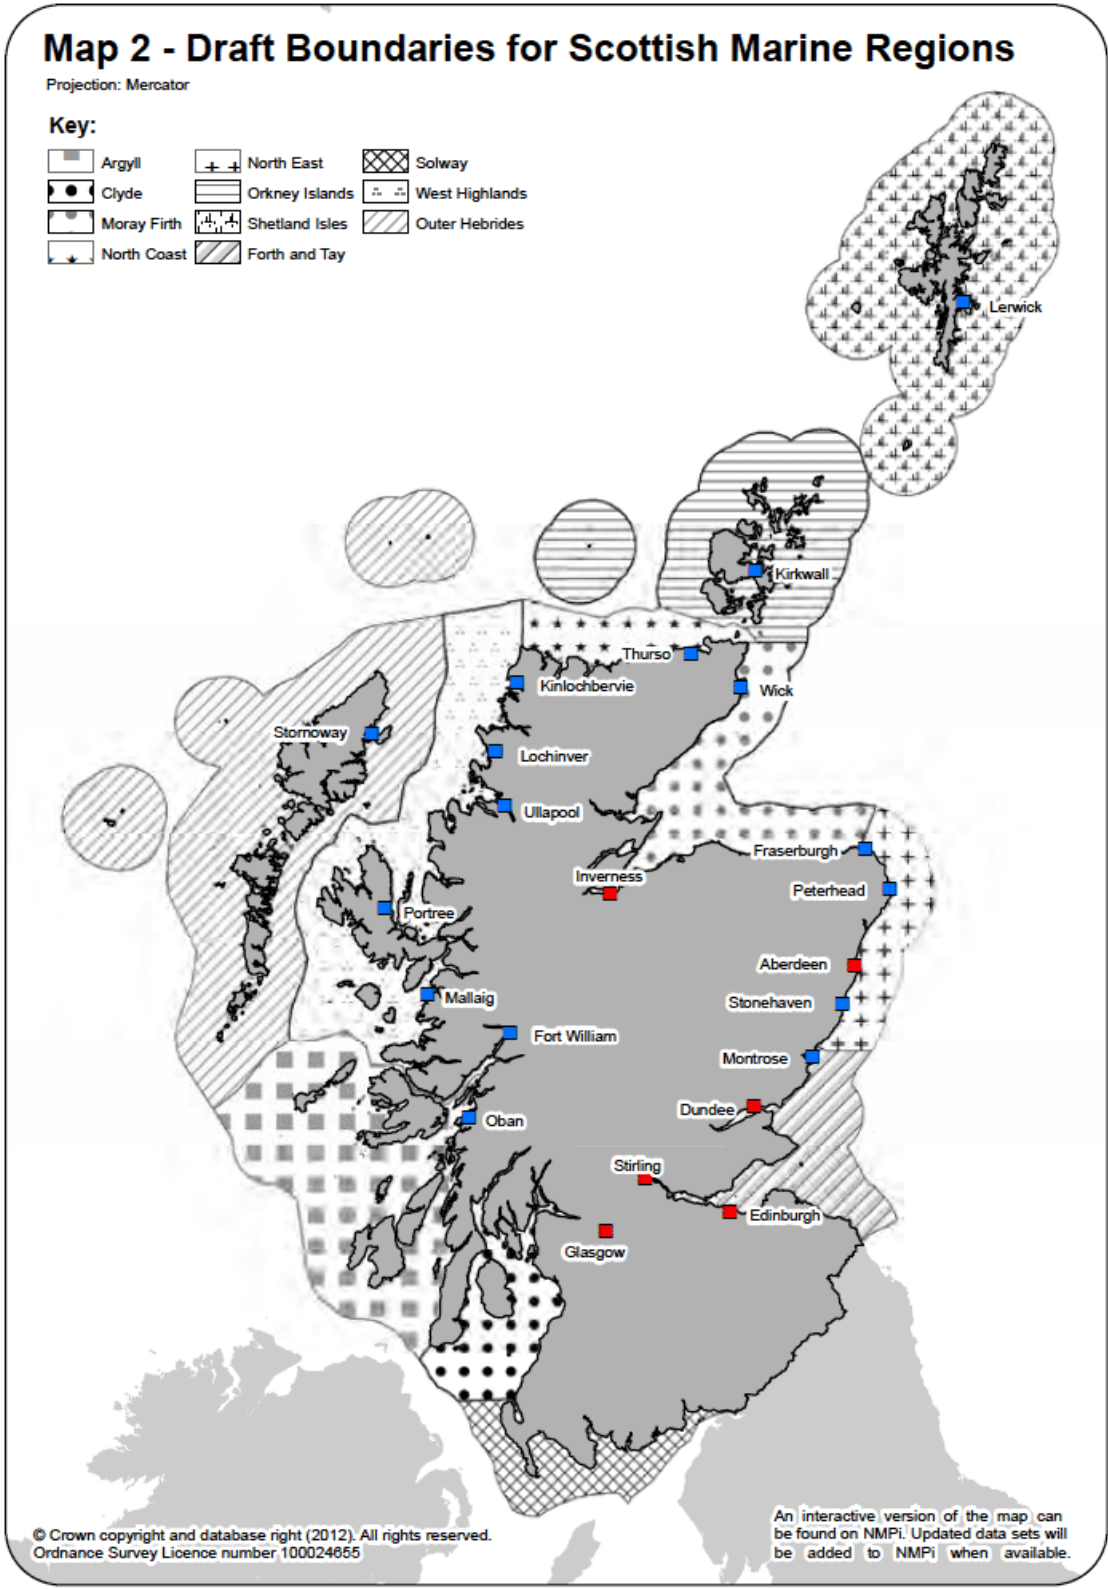 Map 2 - Draft Boundaries for Scottish Marine Regions
Projection: Mercator
Key:
Argyll
North East
Solway
Clyde
Orkney Islands
West Highlands
Moray Firth
Shetland Isles
Outer Hebrides
North Coast
Forth and Tay
Lerwick
Kirkwall
Thurso
Kinlochbervie
Wick
Stornoway
Lochinver
Ullapool
Fraserburgh
Inverness
Peterhead
Portree
Aberdeen
Mallaig
Stonehaven
Fort William
Montrose
Dundee
Oban
Stirling
Edinburgh
Glasgow
An interactive version of the map can
be found on NMPi. Updated data sets will
be added to NMPi when available.
© Crown copyright and database right (2012). All rights reserved.
Ordnance Survey Licence number 100024655